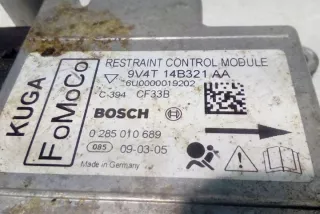 RESTRAINT CONTROL MODULE
9V4T 14B321 AA
6U0000019202
C-394 CF33B
KUGA
FoMoCo
BOSCH
0 285 010 689
085 09-03-05
Made in Germany